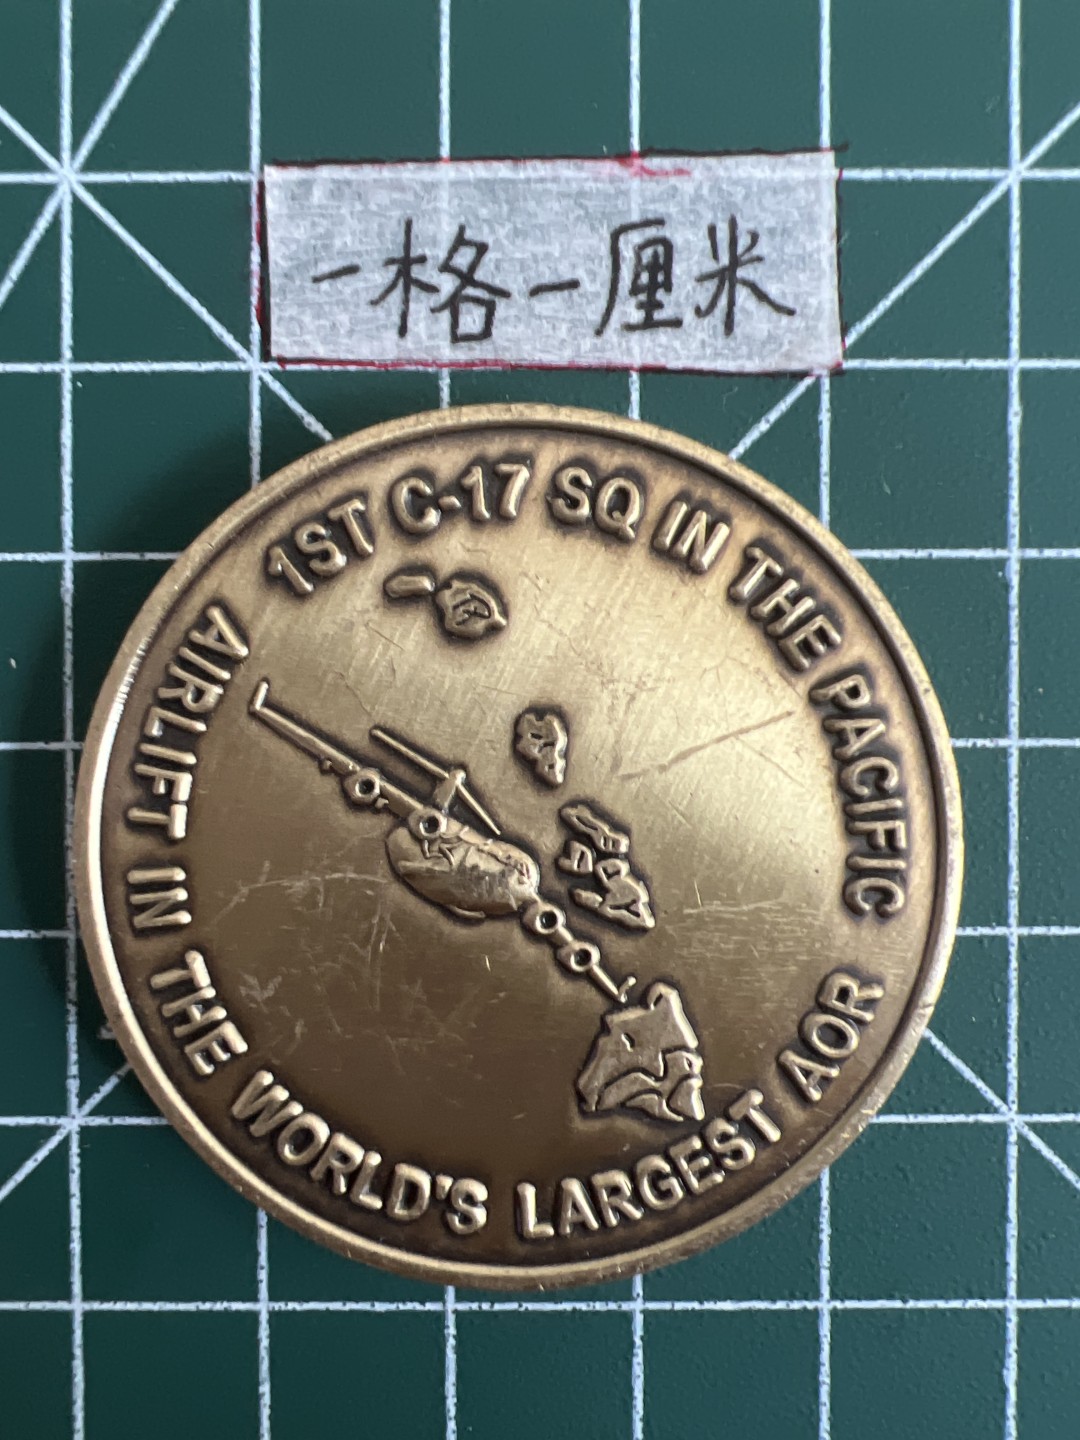 一格一厘米
1ST C-17 SQ IN THE PACIFIC
AIRLIFT IN THE WORLD'S LARGEST AOR